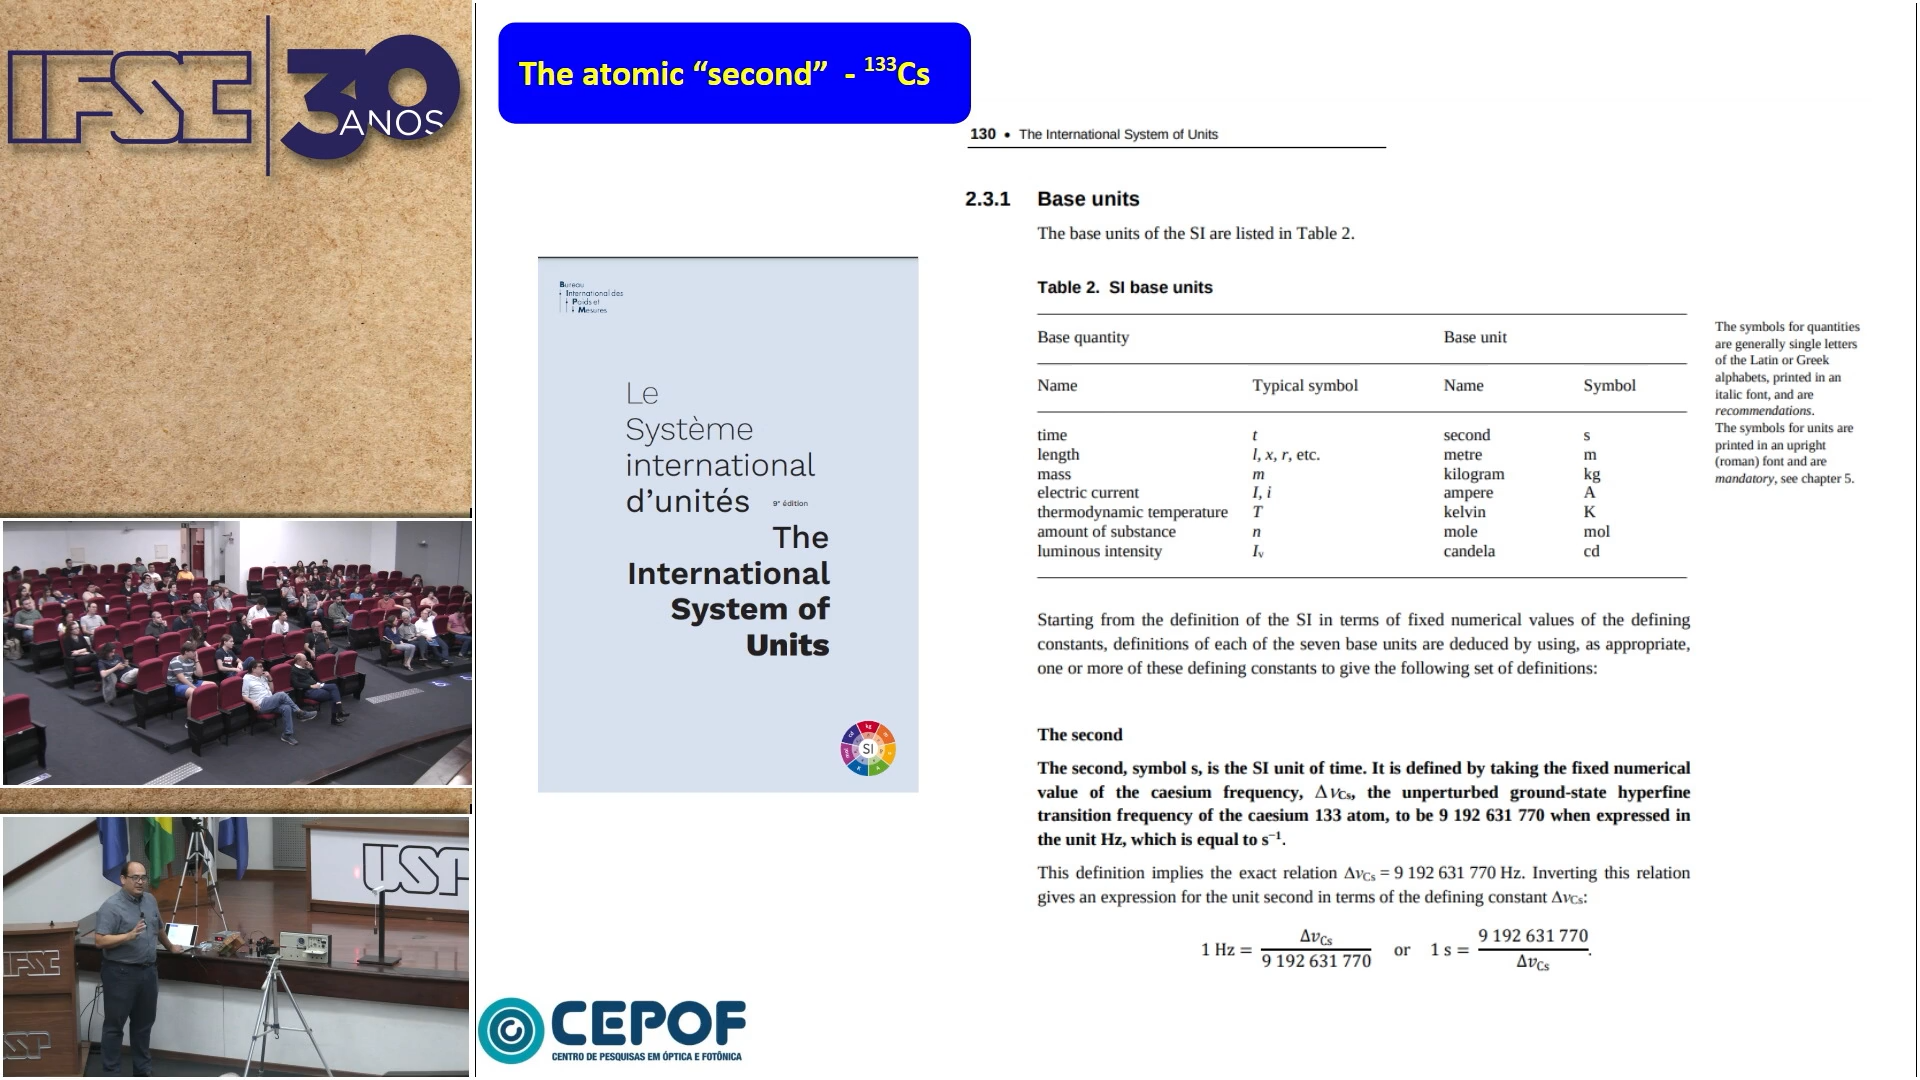 IFSC 30
ANOS
The atomic “second” - ¹³³Cs
130 • The International System of Units
2.3.1 Base units
The base units of the SI are listed in Table 2.
Table 2. SI base units
Base quantity Base unit
Name Typical symbol Name Symbol
time t second s
length l, x, r, etc. metre m
mass m kilogram kg
electric current I, i ampere A
thermodynamic temperature T kelvin K
amount of substance n mole mol
luminous intensity Iᵥ candela cd
The symbols for quantities
are generally single letters
of the Latin or Greek
alphabets, printed in an
italic font, and are
recommendations.
The symbols for units are
printed in an upright
(roman) font and are
mandatory, see chapter 5.
Starting from the definition of the SI in terms of fixed numerical values of the defining
constants, definitions of each of the seven base units are deduced by using, as appropriate,
one or more of these defining constants to give the following set of definitions:
The second
The second, symbol s, is the SI unit of time. It is defined by taking the fixed numerical
value of the caesium frequency, ΔνCs, the unperturbed ground-state hyperfine
transition frequency of the caesium 133 atom, to be 9 192 631 770 when expressed in
the unit Hz, which is equal to s⁻¹.
This definition implies the exact relation ΔνCs = 9 192 631 770 Hz. Inverting this relation
gives an expression for the unit second in terms of the defining constant ΔνCs:
1 Hz = ΔνCs / 9 192 631 770 or 1 s = 9 192 631 770 / ΔνCs.
Bureau
International des
Poids et
Mesures
Le
Système
international
d’unités 9ᵉ édition
The
International
System of
Units
SI
CEPOF
CENTRO DE PESQUISAS EM ÓPTICA E FOTÔNICA
USP
IFSC
USP